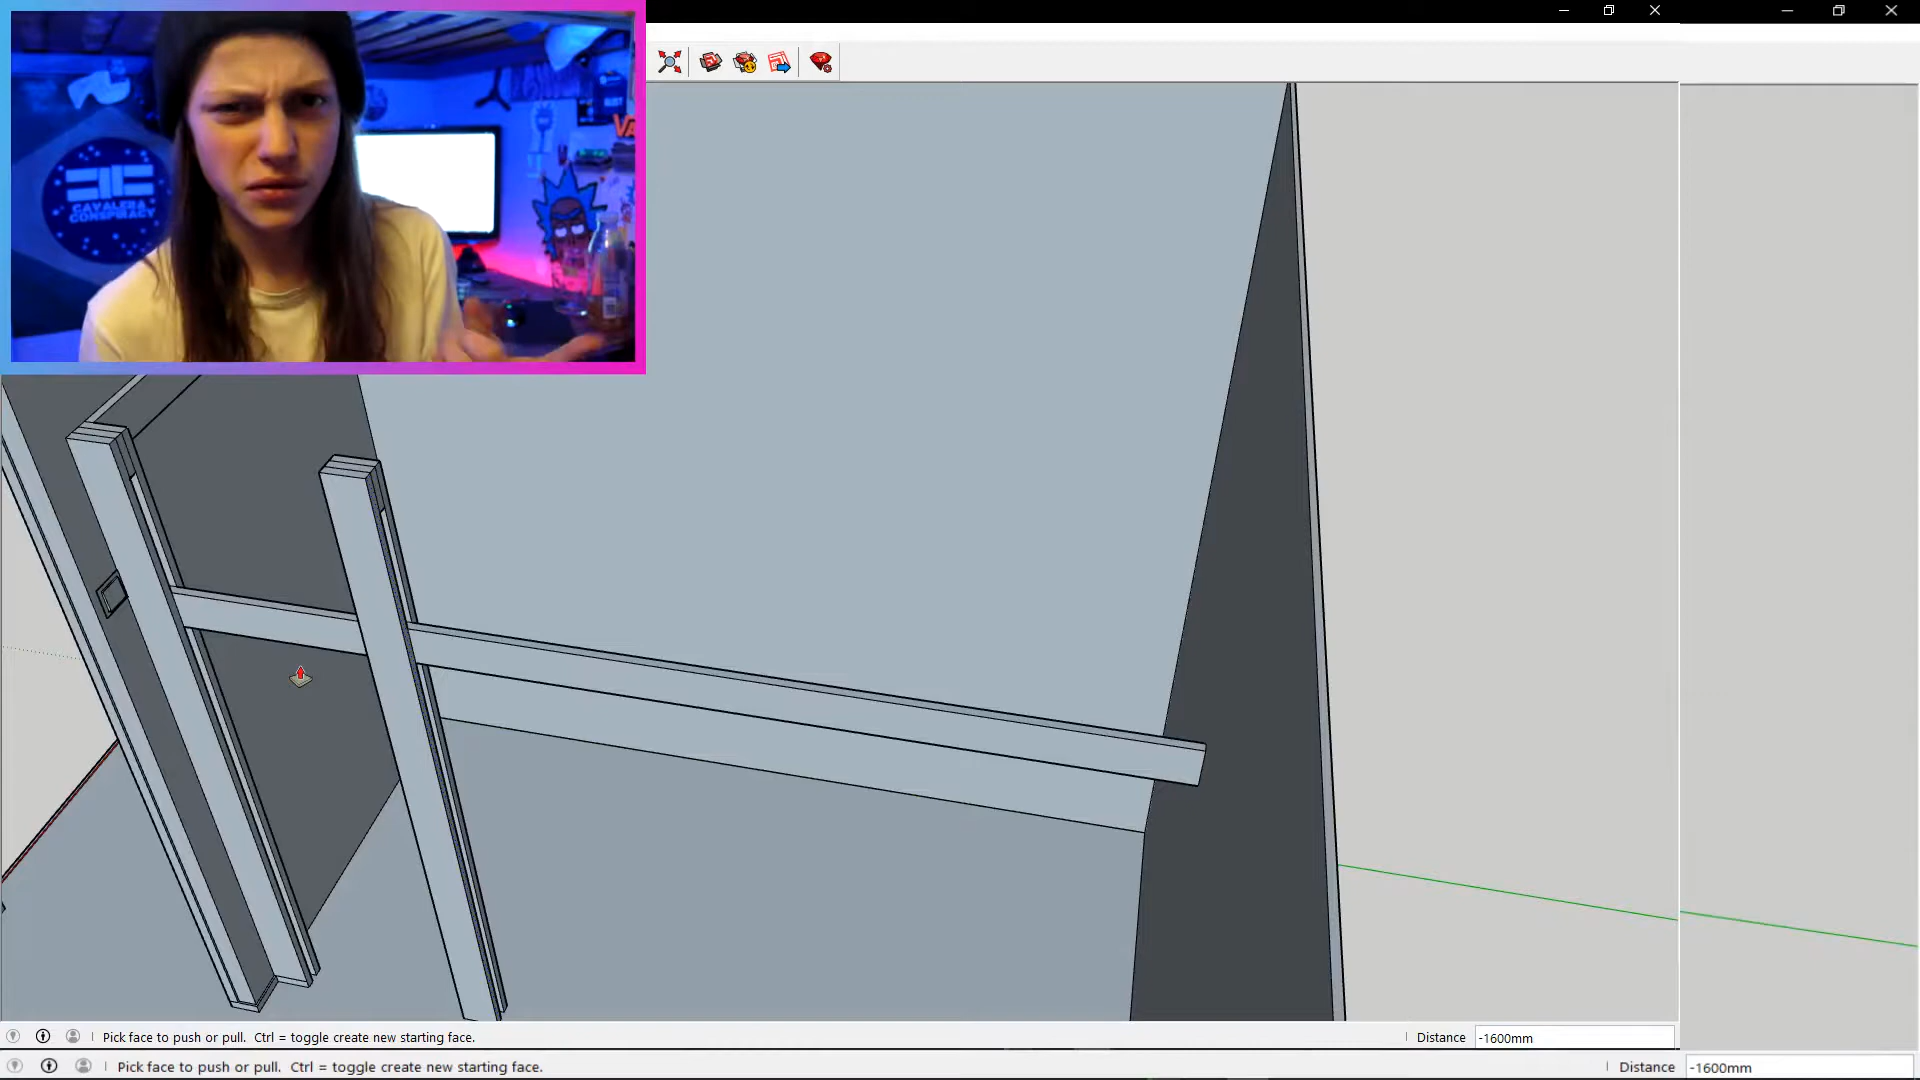 CAVALERA
CONSPIRACY
Pick face to push or pull.  Ctrl = toggle create new starting face.
Distance
-1600mm
Pick face to push or pull.  Ctrl = toggle create new starting face.
Distance
-1600mm